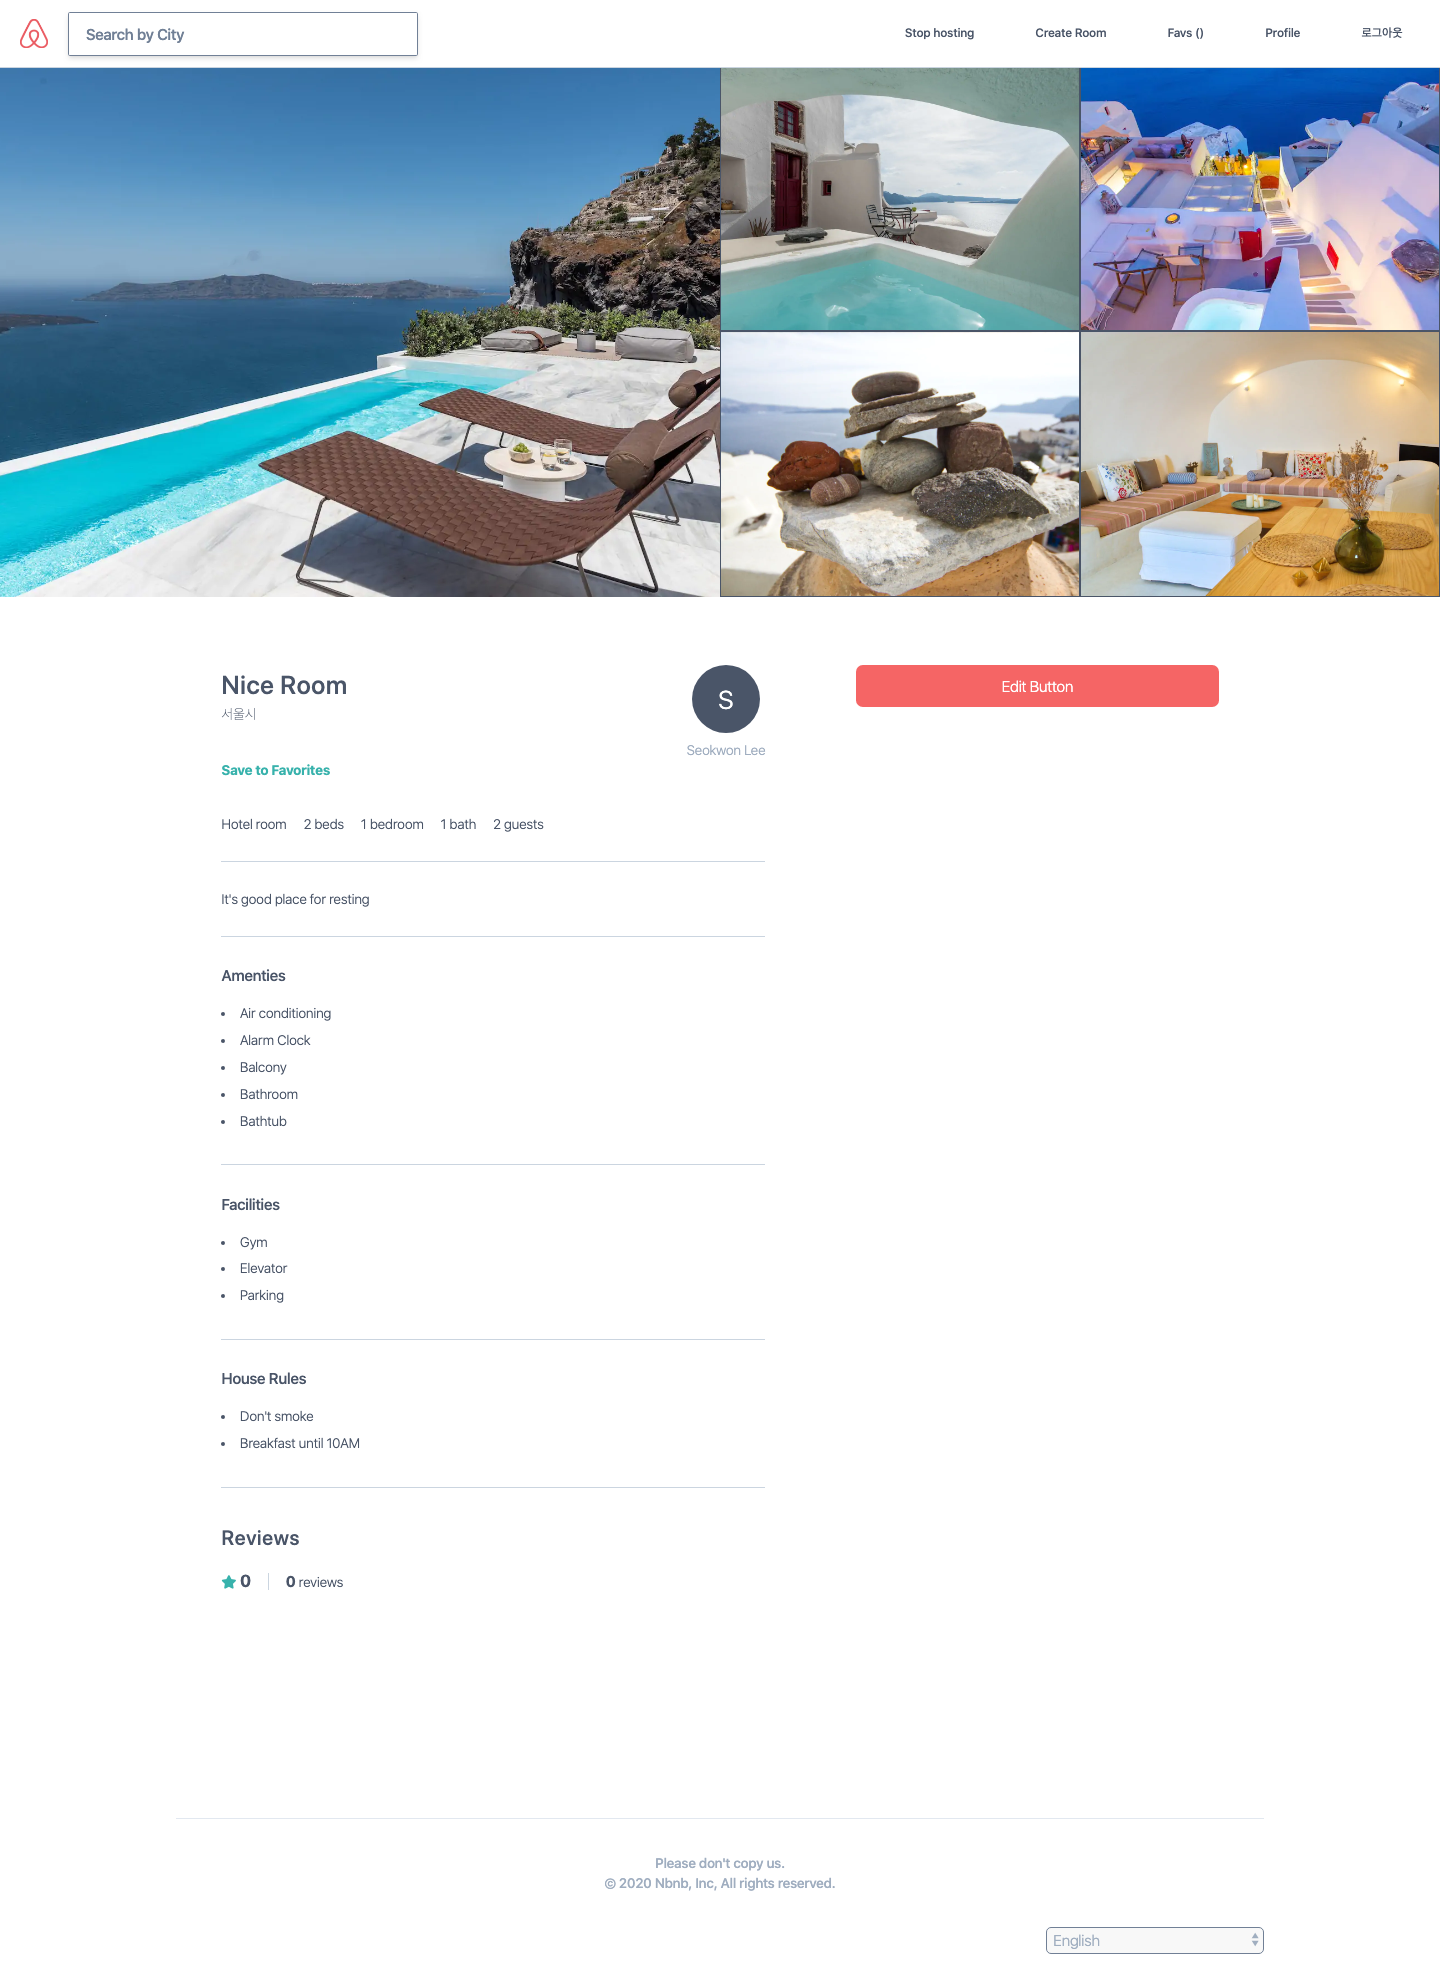 Search by City
Stop hosting
Create Room
Favs ()
Profile
로그아웃
Nice Room
서울시
S
Seokwon Lee
Edit Button
Save to Favorites
Hotel room 2 beds 1 bedroom 1 bath 2 guests
It's good place for resting
Amenties
Air conditioning
Alarm Clock
Balcony
Bathroom
Bathtub
Facilities
Gym
Elevator
Parking
House Rules
Don't smoke
Breakfast until 10AM
Reviews
0
0 reviews
Please don't copy us.
© 2020 Nbnb, Inc, All rights reserved.
English